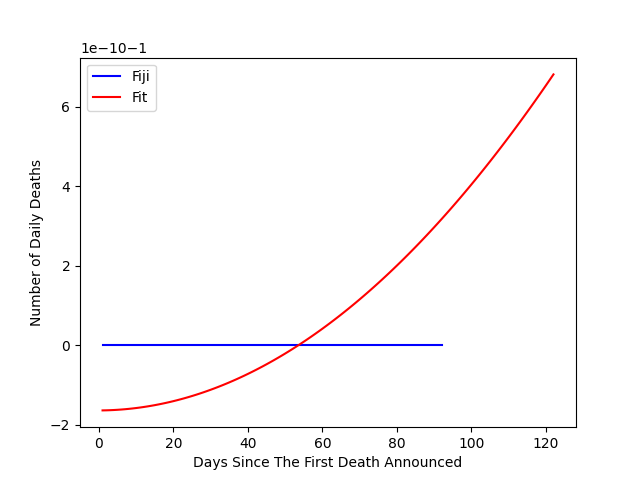 1e−10−1
Fiji
Fit
6
4
2
0
−2
Number of Daily Deaths
0
20
40
60
80
100
120
Days Since The First Death Announced